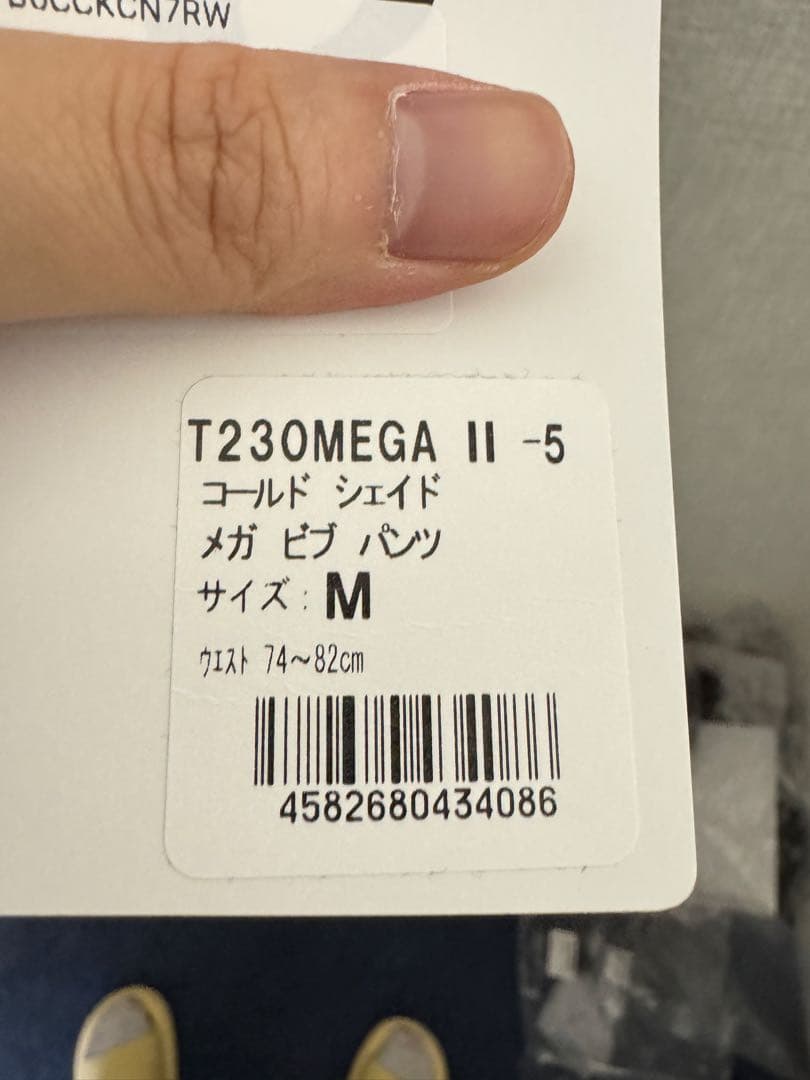 T23OMEGA II -5
コールド シェイド
メガ ビブ パンツ
サイズ: M
ウエスト 74~82cm
4582680434086